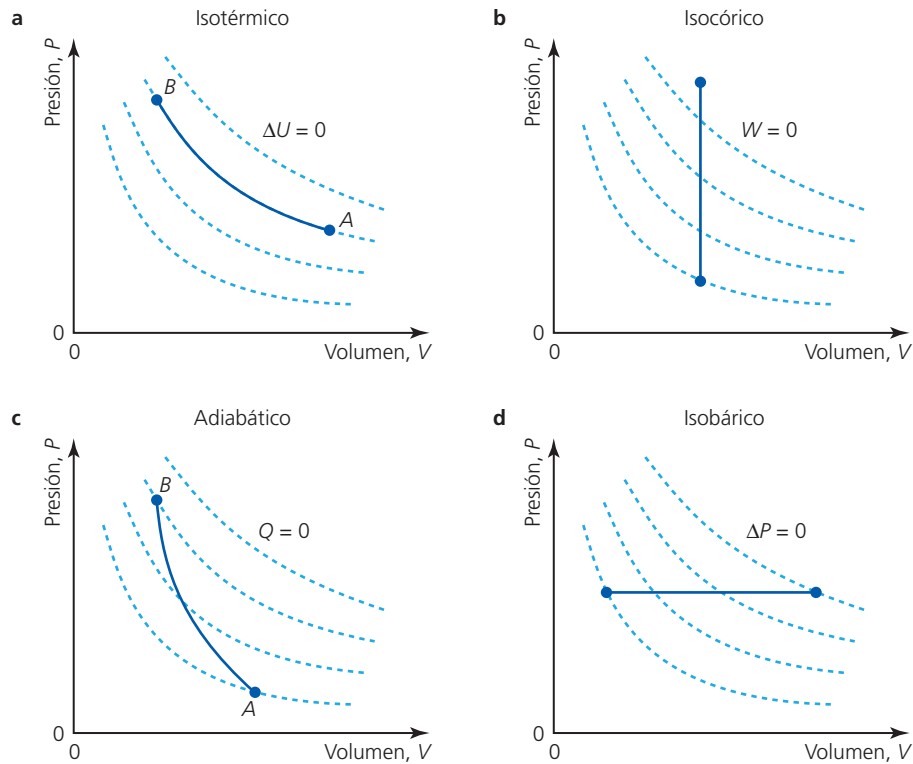 a Isotérmico
Presión, P
B
ΔU = 0
A
0
0
Volumen, V
b Isocórico
Presión, P
W = 0
0
0
Volumen, V
c Adiabático
Presión, P
B
Q = 0
A
0
0
Volumen, V
d Isobárico
Presión, P
ΔP = 0
0
0
Volumen, V